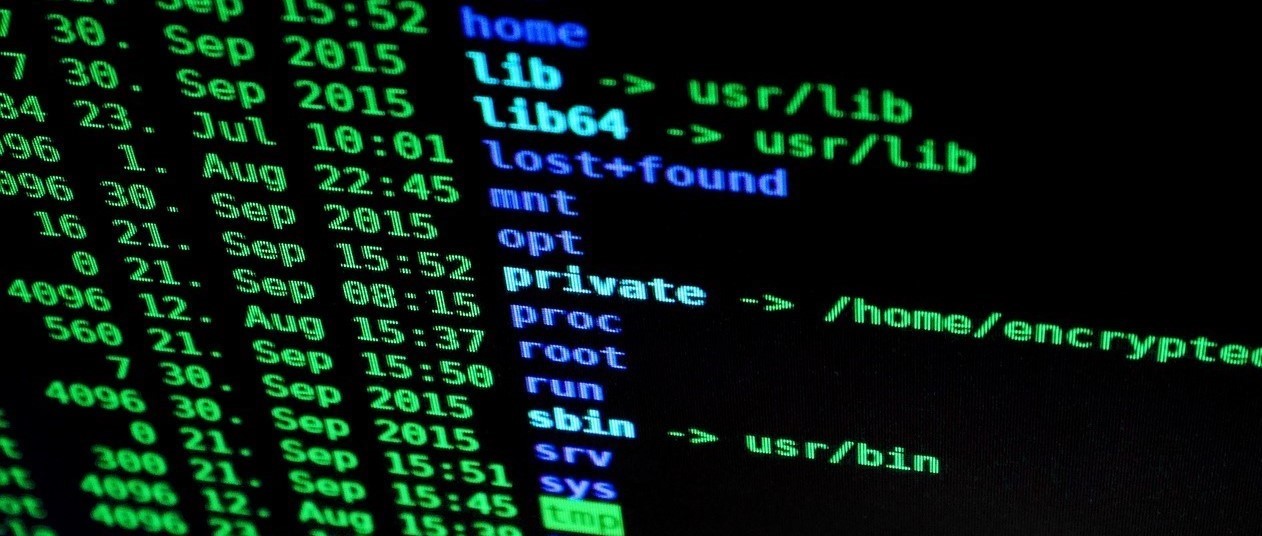 Sep 15:52 home
7 30. Sep 2015 lib -> usr/lib
7 30. Sep 2015 lib64 -> usr/lib
84 23. Jul 10:01 lost+found
096 1. Aug 22:45 mnt
096 30. Sep 2015 opt
16 21. Sep 15:52 private -> /home/encrypted
0 21. Sep 08:15 proc
4096 12. Aug 15:37 root
560 21. Sep 15:50 run
7 30. Sep 2015 sbin -> usr/bin
4096 30. Sep 2015 srv
0 21. Sep 15:51 sys
300 21. Sep 15:45 tmp
4096 12. Aug 15:39
4096 23.